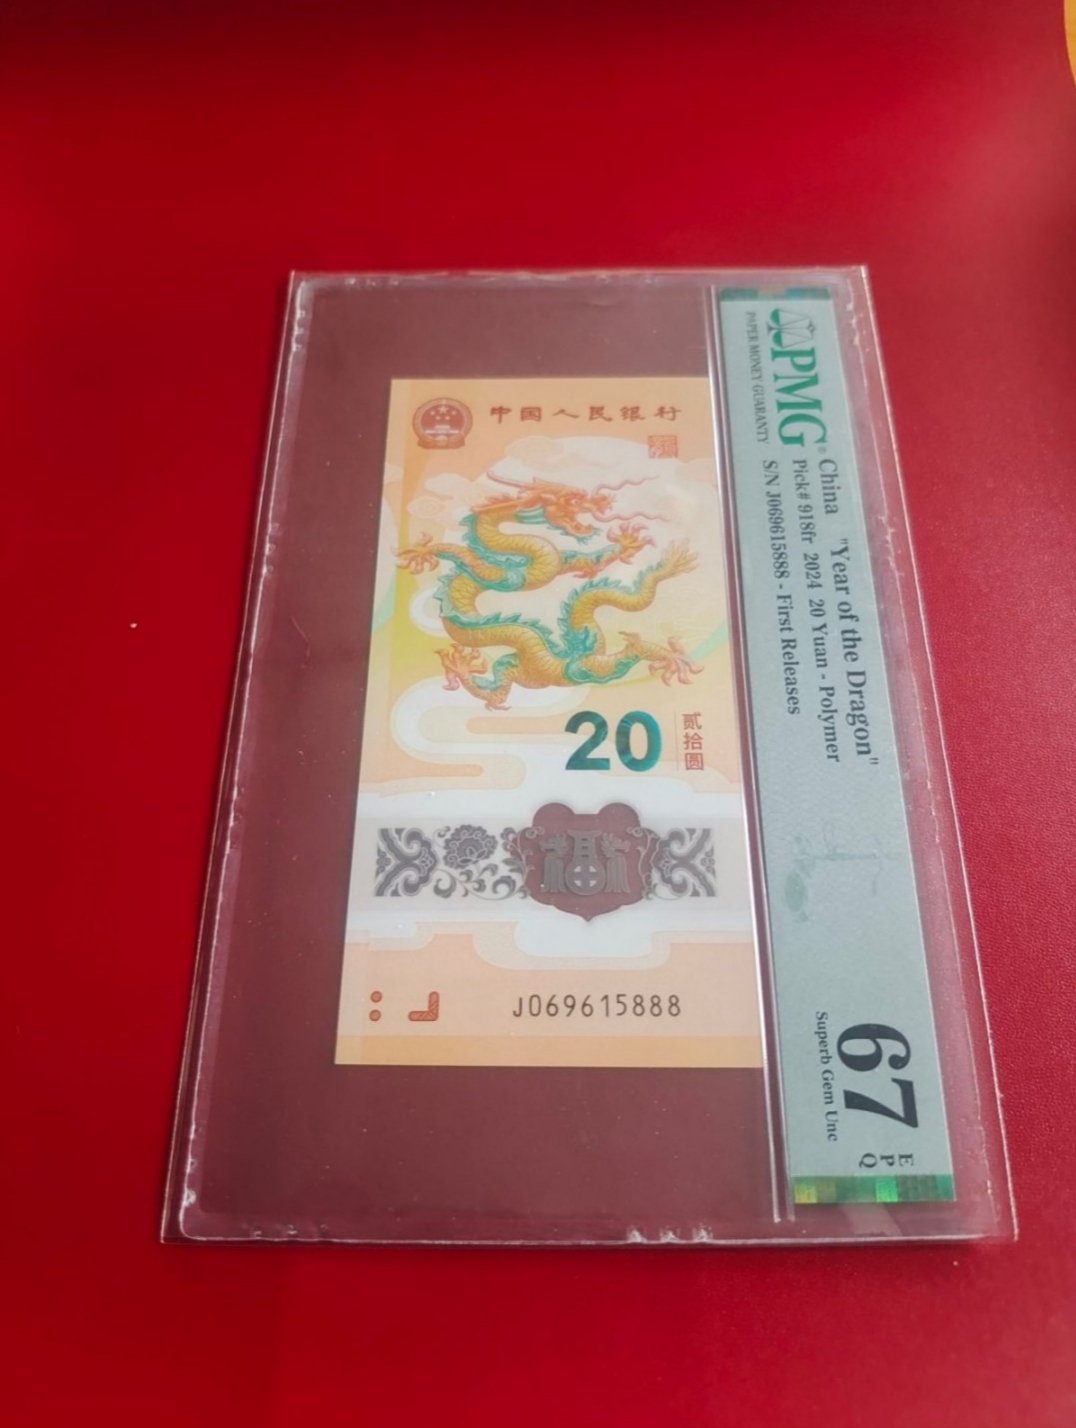 中国人民银行
20
贰拾圆
福
J069615888
PMG®
PAPER MONEY GUARANTY
China "Year of the Dragon"
Pick# 918fr 2024 20 Yuan - Polymer
S/N J069615888 - First Releases
67
EPQ
Superb Gem Unc